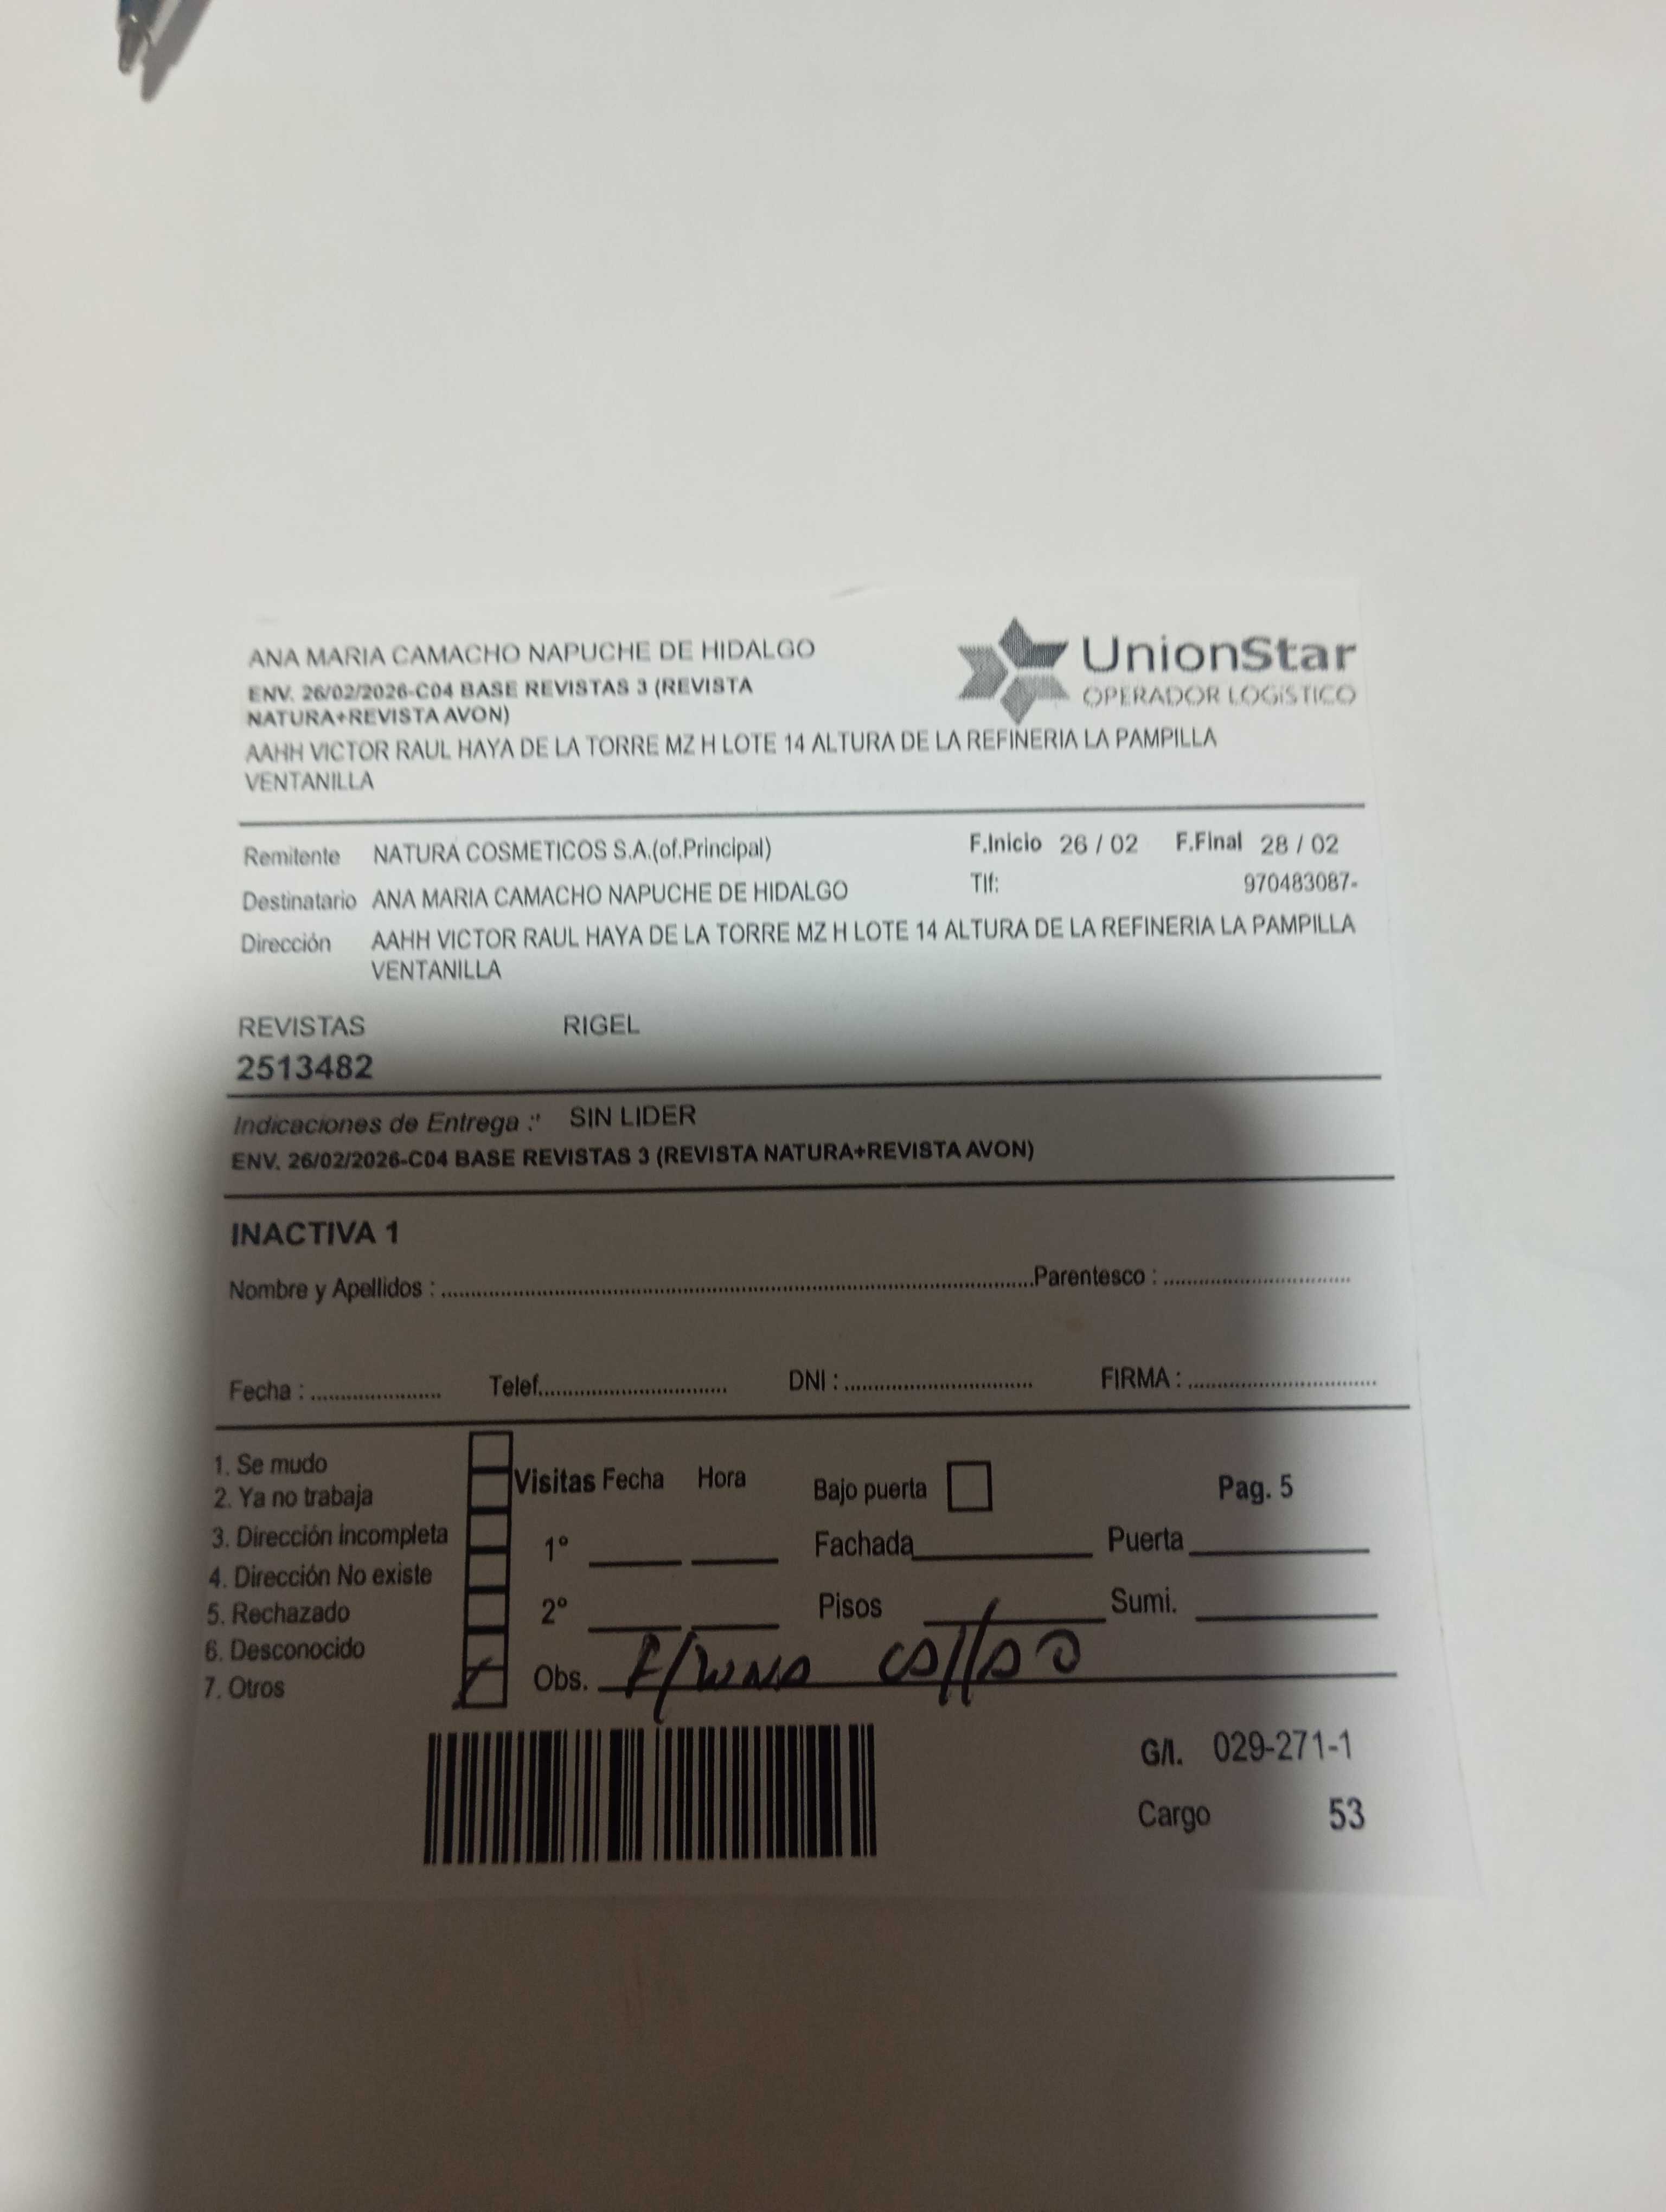 ANA MARIA CAMACHO NAPUCHE DE HIDALGO
UnionStar
OPERADOR LOGÍSTICO
ENV. 26/02/2026-C04 BASE REVISTAS 3 (REVISTA
NATURA+REVISTA AVON)
AAHH VICTOR RAUL HAYA DE LA TORRE MZ H LOTE 14 ALTURA DE LA REFINERIA LA PAMPILLA
VENTANILLA
Remitente NATURA COSMETICOS S.A.(of.Principal) F.Inicio 26 / 02 F.Final 28 / 02
Destinatario ANA MARIA CAMACHO NAPUCHE DE HIDALGO Tlf: 970483087-
Dirección AAHH VICTOR RAUL HAYA DE LA TORRE MZ H LOTE 14 ALTURA DE LA REFINERIA LA PAMPILLA
VENTANILLA
REVISTAS RIGEL
2513482
Indicaciones de Entrega :" SIN LIDER
ENV. 26/02/2026-C04 BASE REVISTAS 3 (REVISTA NATURA+REVISTA AVON)
INACTIVA 1
Nombre y Apellidos : Parentesco :
Fecha : Telef. DNI : FIRMA :
1. Se mudo
2. Ya no trabaja
3. Dirección incompleta
4. Dirección No existe
5. Rechazado
6. Desconocido
7. Otros
Visitas Fecha Hora Bajo puerta Pag. 5
1° Fachada Puerta
2° Pisos Sumi.
Obs.
G/I. 029-271-1
Cargo 53